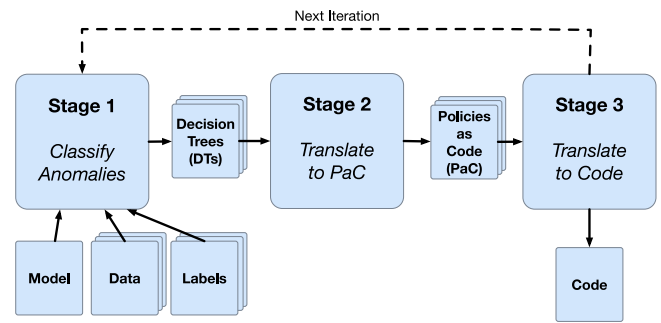 Next Iteration
Stage 1
Classify
Anomalies
Decision
Trees
(DTs)
Stage 2
Translate
to PaC
Policies
as
Code
(PaC)
Stage 3
Translate
to Code
Model
Data
Labels
Code